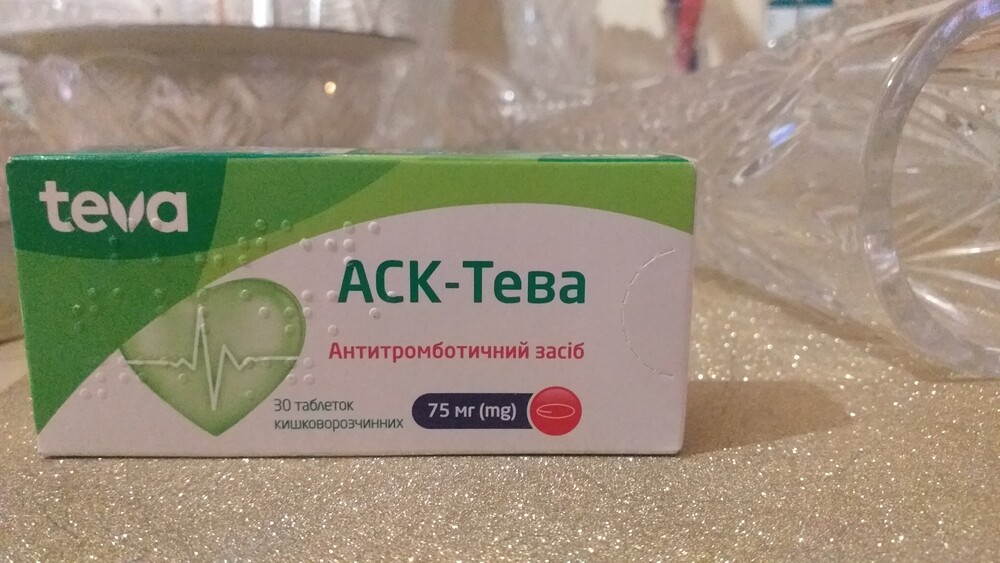 teva
АСК-Тева
Антитромботичний засіб
30 таблеток
кишковорозчинних
75 мг (mg)